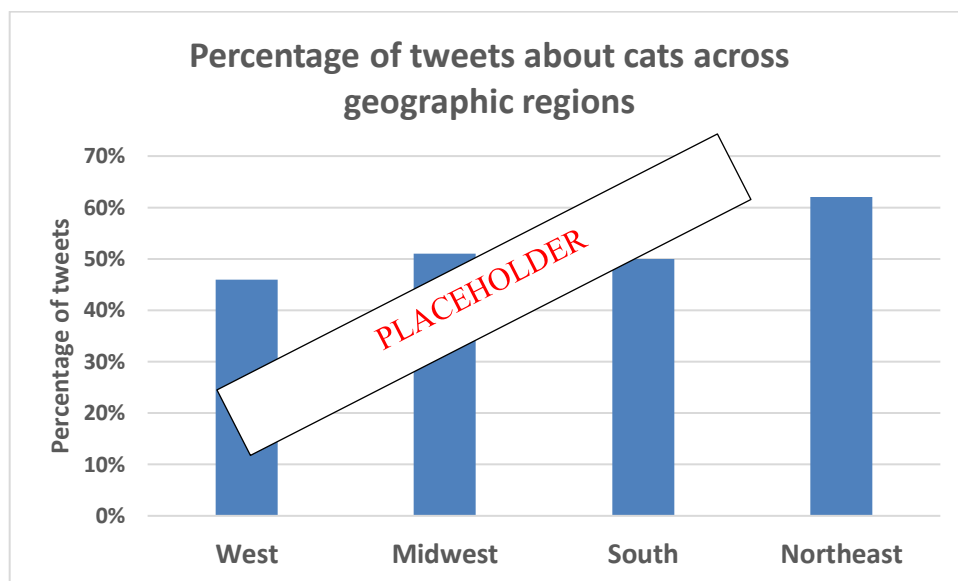 Percentage of tweets about cats across
geographic regions
70%
60%
50%
40%
30%
20%
10%
0%
Percentage of tweets
PLACEHOLDER
West Midwest South Northeast